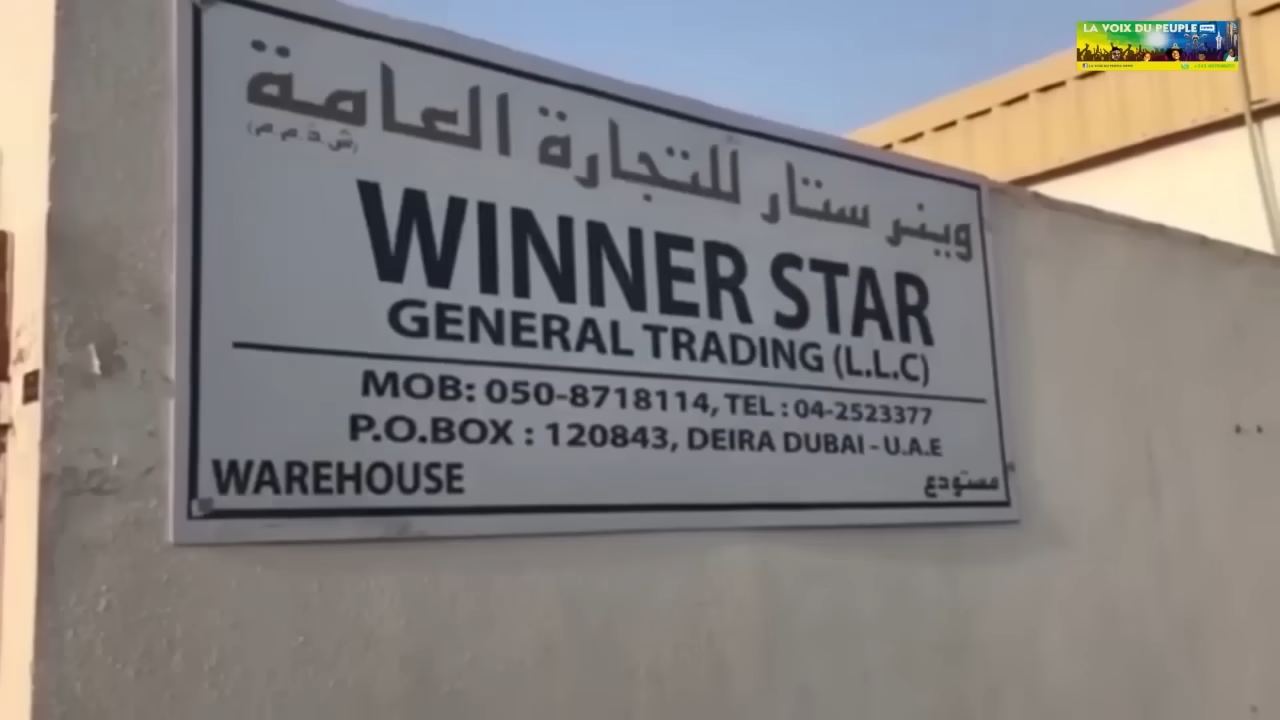 LA VOIX DU PEUPLE
وينر ستار للتجارة العامة
(ش.ذ.م.م)
WINNER STAR
GENERAL TRADING (L.L.C)
MOB: 050-8718114, TEL : 04-2523377
P.O.BOX : 120843, DEIRA DUBAI - U.A.E
WAREHOUSE
مستودع